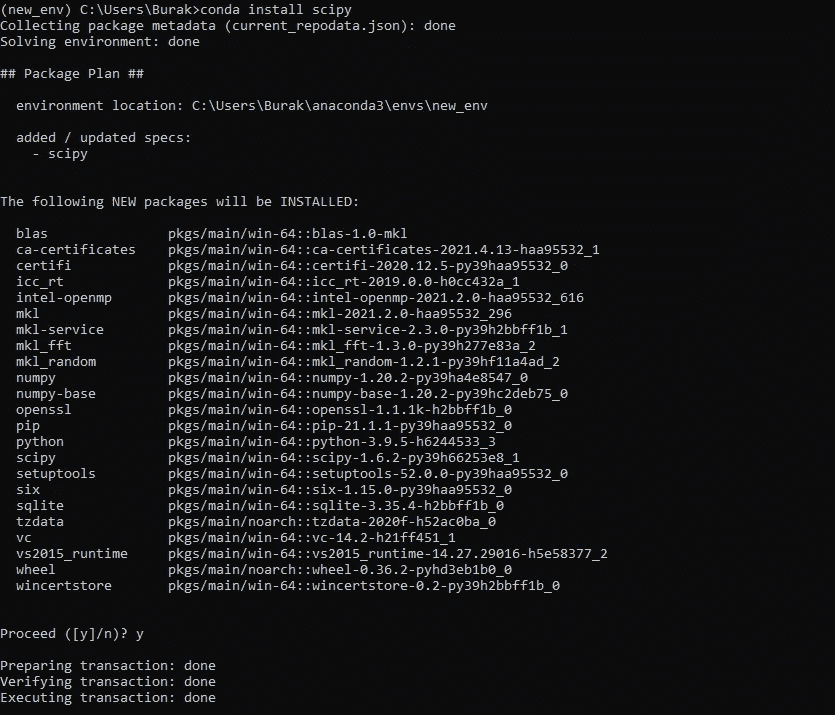 (new_env) C:\Users\Burak>conda install scipy
Collecting package metadata (current_repodata.json): done
Solving environment: done
## Package Plan ##
environment location: C:\Users\Burak\anaconda3\envs\new_env
added / updated specs:
- scipy
The following NEW packages will be INSTALLED:
blas pkgs/main/win-64::blas-1.0-mkl
ca-certificates pkgs/main/win-64::ca-certificates-2021.4.13-haa95532_1
certifi pkgs/main/win-64::certifi-2020.12.5-py39haa95532_0
icc_rt pkgs/main/win-64::icc_rt-2019.0.0-h0cc432a_1
intel-openmp pkgs/main/win-64::intel-openmp-2021.2.0-haa95532_616
mkl pkgs/main/win-64::mkl-2021.2.0-haa95532_296
mkl-service pkgs/main/win-64::mkl-service-2.3.0-py39h2bbff1b_1
mkl_fft pkgs/main/win-64::mkl_fft-1.3.0-py39h277e83a_2
mkl_random pkgs/main/win-64::mkl_random-1.2.1-py39hf11a4ad_2
numpy pkgs/main/win-64::numpy-1.20.2-py39ha4e8547_0
numpy-base pkgs/main/win-64::numpy-base-1.20.2-py39hc2deb75_0
openssl pkgs/main/win-64::openssl-1.1.1k-h2bbff1b_0
pip pkgs/main/win-64::pip-21.1.1-py39haa95532_0
python pkgs/main/win-64::python-3.9.5-h6244533_3
scipy pkgs/main/win-64::scipy-1.6.2-py39h66253e8_1
setuptools pkgs/main/win-64::setuptools-52.0.0-py39haa95532_0
six pkgs/main/win-64::six-1.15.0-py39haa95532_0
sqlite pkgs/main/win-64::sqlite-3.35.4-h2bbff1b_0
tzdata pkgs/main/noarch::tzdata-2020f-h52ac0ba_0
vc pkgs/main/win-64::vc-14.2-h21ff451_1
vs2015_runtime pkgs/main/win-64::vs2015_runtime-14.27.29016-h5e58377_2
wheel pkgs/main/noarch::wheel-0.36.2-pyhd3eb1b0_0
wincertstore pkgs/main/win-64::wincertstore-0.2-py39h2bbff1b_0
Proceed ([y]/n)? y
Preparing transaction: done
Verifying transaction: done
Executing transaction: done